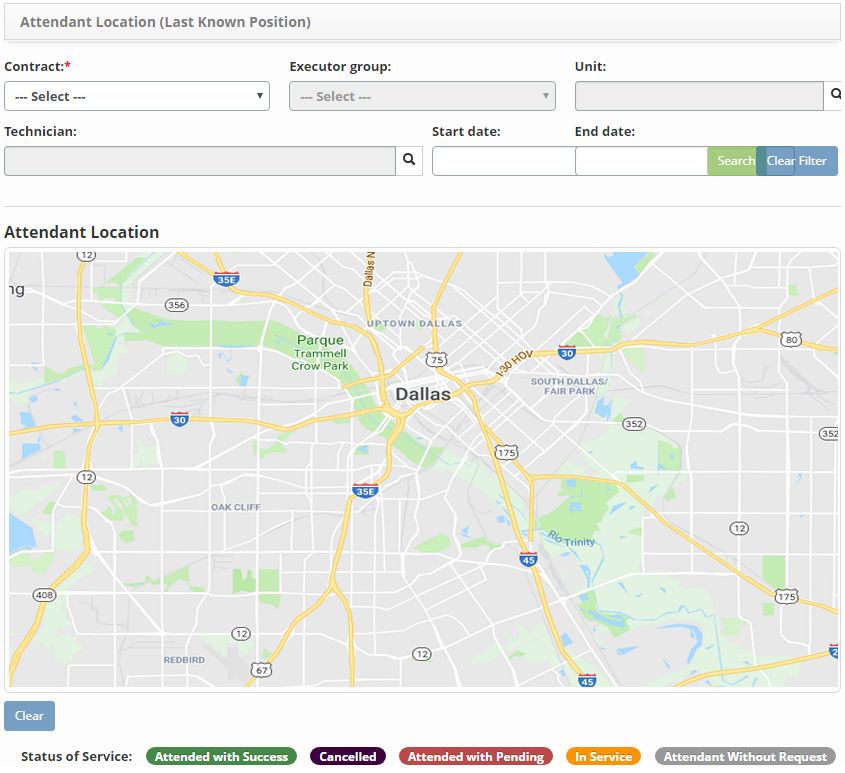 Attendant Location (Last Known Position)
Contract:* Executor group: Unit:
--- Select --- --- Select ---
Technician: Start date: End date:
Search Clear Filter
Attendant Location
12
35E
Dallas N
ng
356
UPTOWN DALLAS
Parque
Trammell
Crow Park
75
I-30 HOV
30
80
Dallas
SOUTH DALLAS/
FAIR PARK
30
352
352
175
12
35E
OAK CLIFF
12
Rio Trinity
45
408
175
12
12
REDBIRD
67
45
Clear
Status of Service: Attended with Success Cancelled Attended with Pending In Service Attendant Without Request